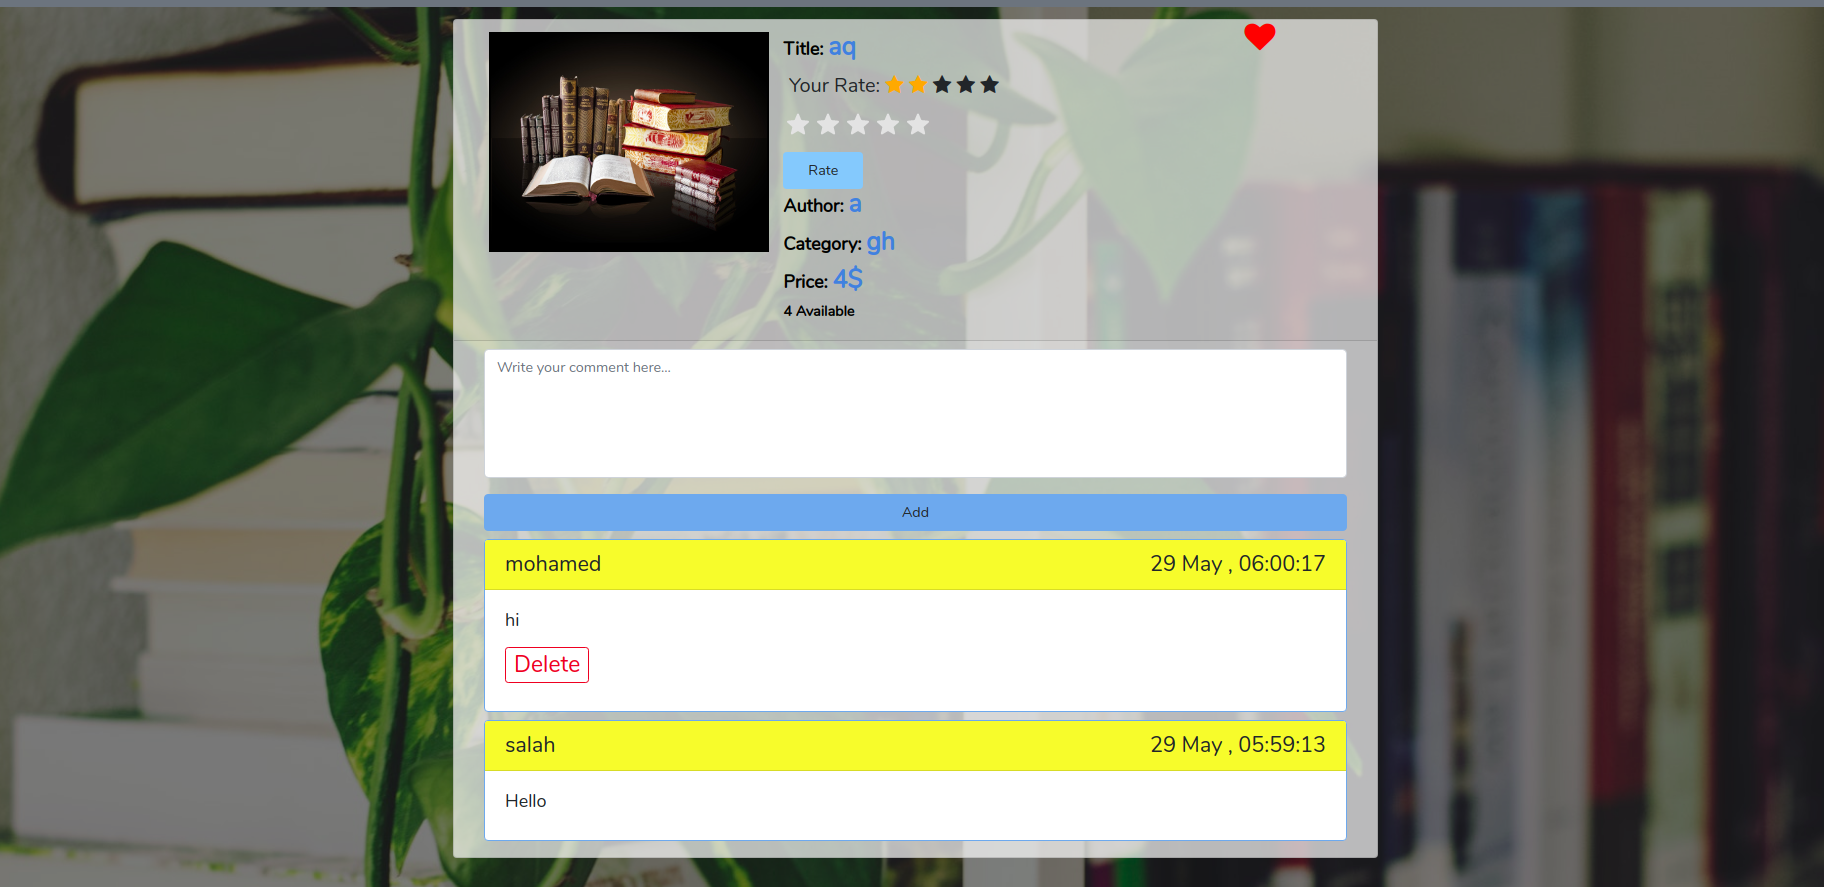 Title: aq
Your Rate:
Rate
Author: a
Category: gh
Price: 4$
4 Available
Write your comment here...
Add
mohamed 29 May , 06:00:17
hi
Delete
salah 29 May , 05:59:13
Hello